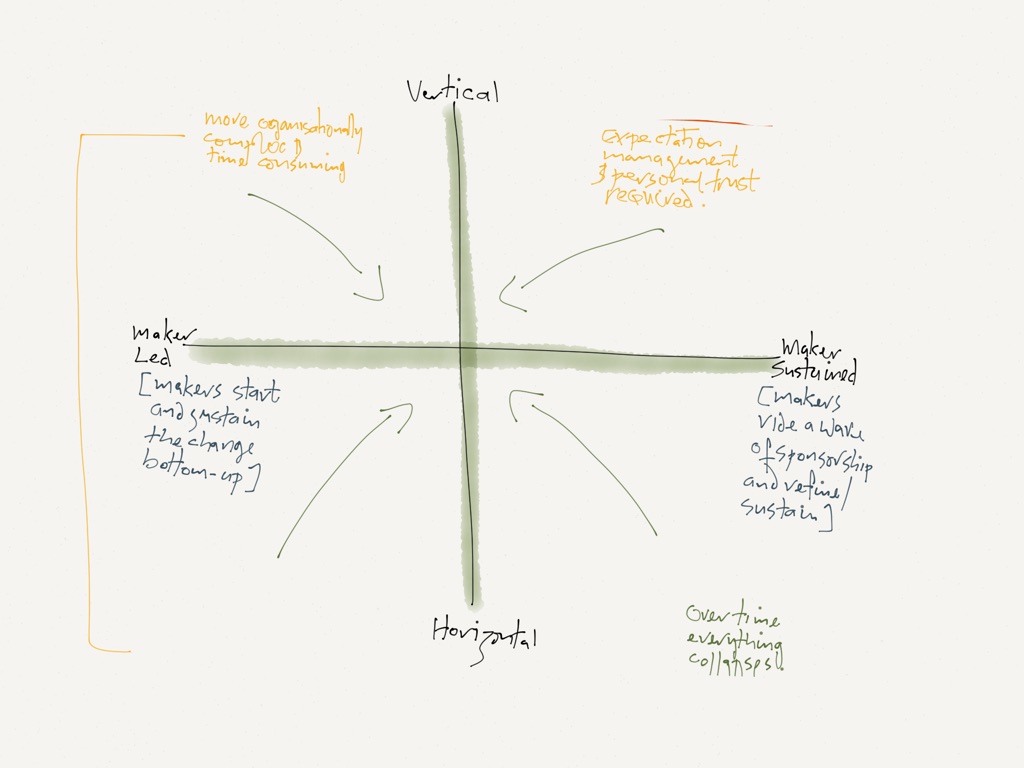 Vertical
more organisationally
complex &
time consuming
expectation
management
& personal trust
required.
Maker
Led
[makers start
and sustain
the change
bottom-up]
Maker
Sustained
[makers
ride a wave
of sponsorship
and refine/
sustain]
Horizontal
over time
everything
collapses!